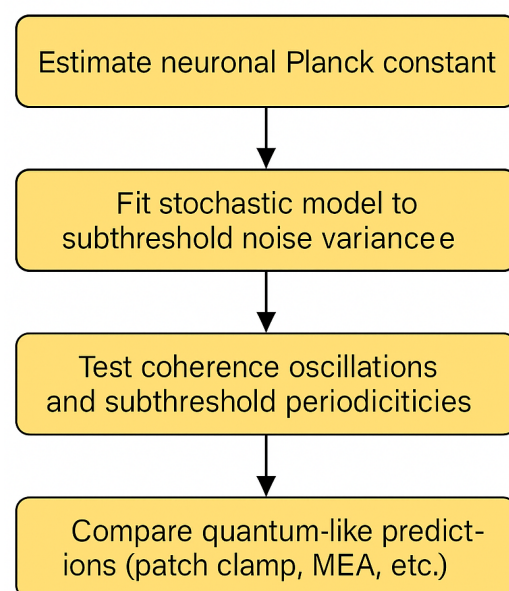 Estimate neuronal Planck constant
Fit stochastic model to
subthreshold noise variancee
Test coherence oscillations
and subthreshold periodiciticies
Compare quantum-like predict-
ions (patch clamp, MEA, etc.)